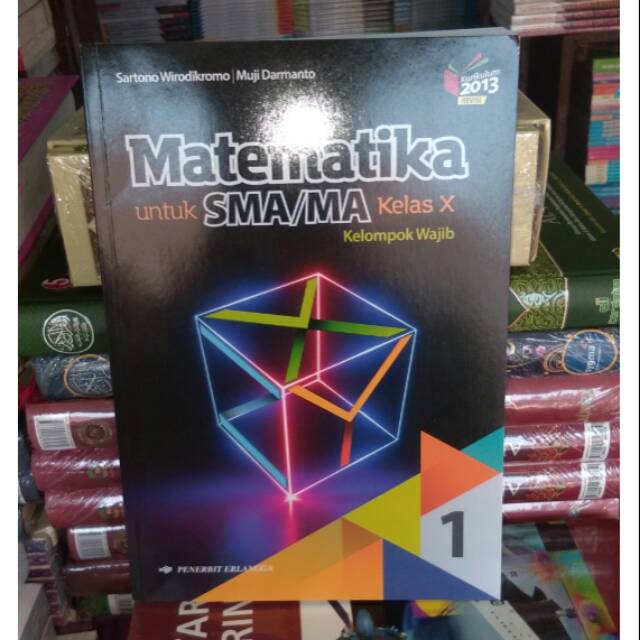 Sartono Wirodikromo | Muji Darmanto
Kurikulum
2013
REVISI
Matematika
untuk SMA/MA Kelas X
Kelompok Wajib
1
PENERBIT ERLANGGA